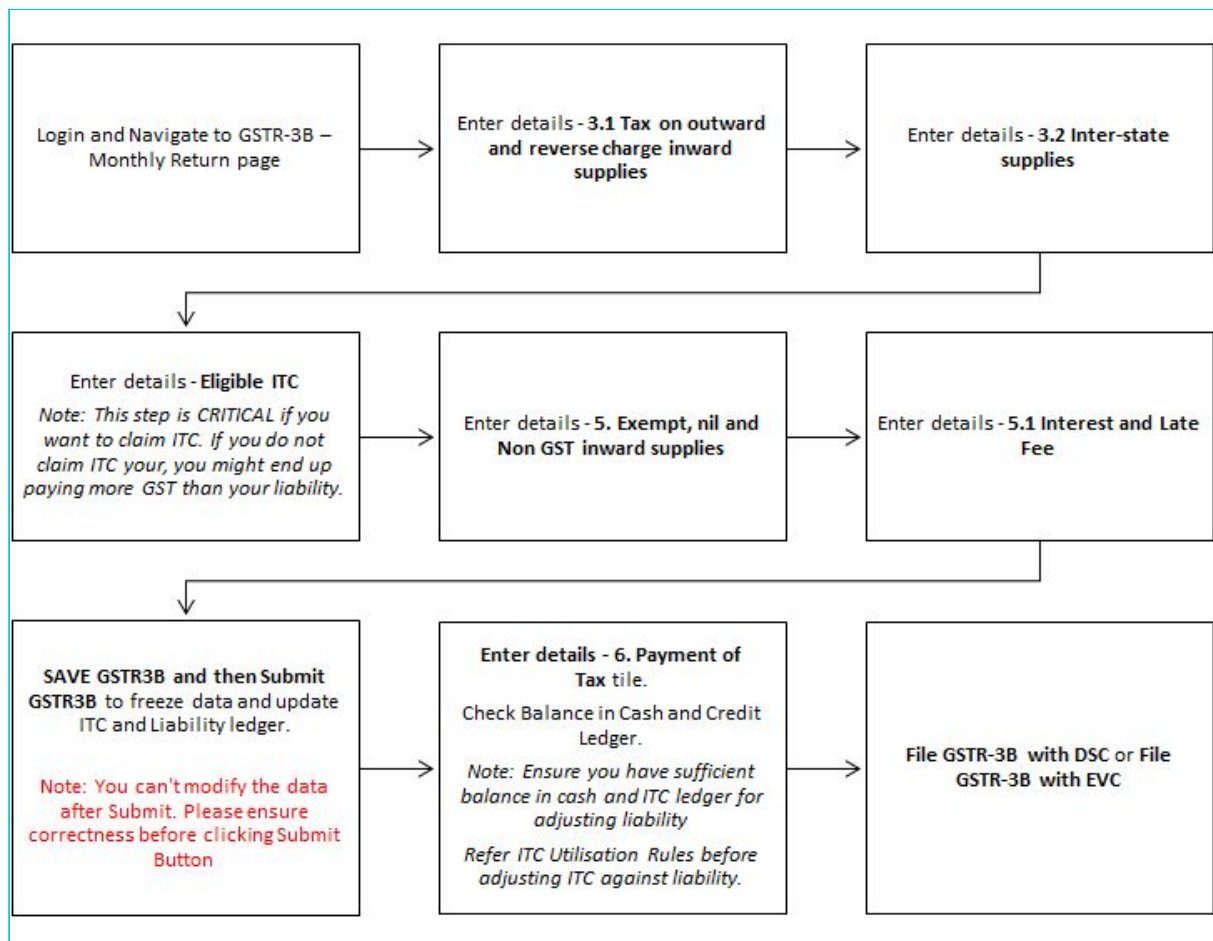 Login and Navigate to GSTR-3B –
Monthly Return page
Enter details - 3.1 Tax on outward
and reverse charge inward
supplies
Enter details - 3.2 Inter-state
supplies
Enter details - Eligible ITC
Note: This step is CRITICAL if you
want to claim ITC. If you do not
claim ITC your, you might end up
paying more GST than your liability.
Enter details - 5. Exempt, nil and
Non GST inward supplies
Enter details - 5.1 Interest and Late
Fee
SAVE GSTR3B and then Submit
GSTR3B to freeze data and update
ITC and Liability ledger.
Note: You can't modify the data
after Submit. Please ensure
correctness before clicking Submit
Button
Enter details - 6. Payment of
Tax tile.
Check Balance in Cash and Credit
Ledger.
Note: Ensure you have sufficient
balance in cash and ITC ledger for
adjusting liability
Refer ITC Utilisation Rules before
adjusting ITC against liability.
File GSTR-3B with DSC or File
GSTR-3B with EVC